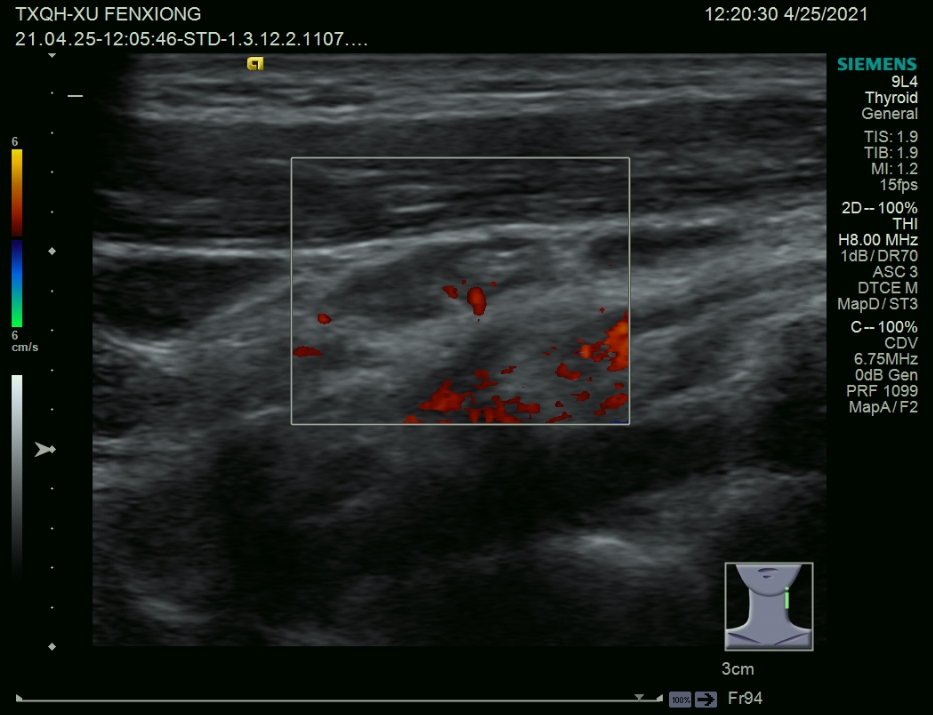 TXQH-XU FENXIONG
12:20:30 4/25/2021
21.04.25-12:05:46-STD-1.3.12.2.1107....
SIEMENS
9L4
Thyroid
General
TIS: 1.9
TIB: 1.9
MI: 1.2
15fps
2D--100%
THI
H8.00 MHz
1dB/DR70
ASC 3
DTCE M
MapD/ST3
C--100%
CDV
6.75MHz
0dB Gen
PRF 1099
MapA/F2
6
6
cm/s
3cm
100%
Fr94